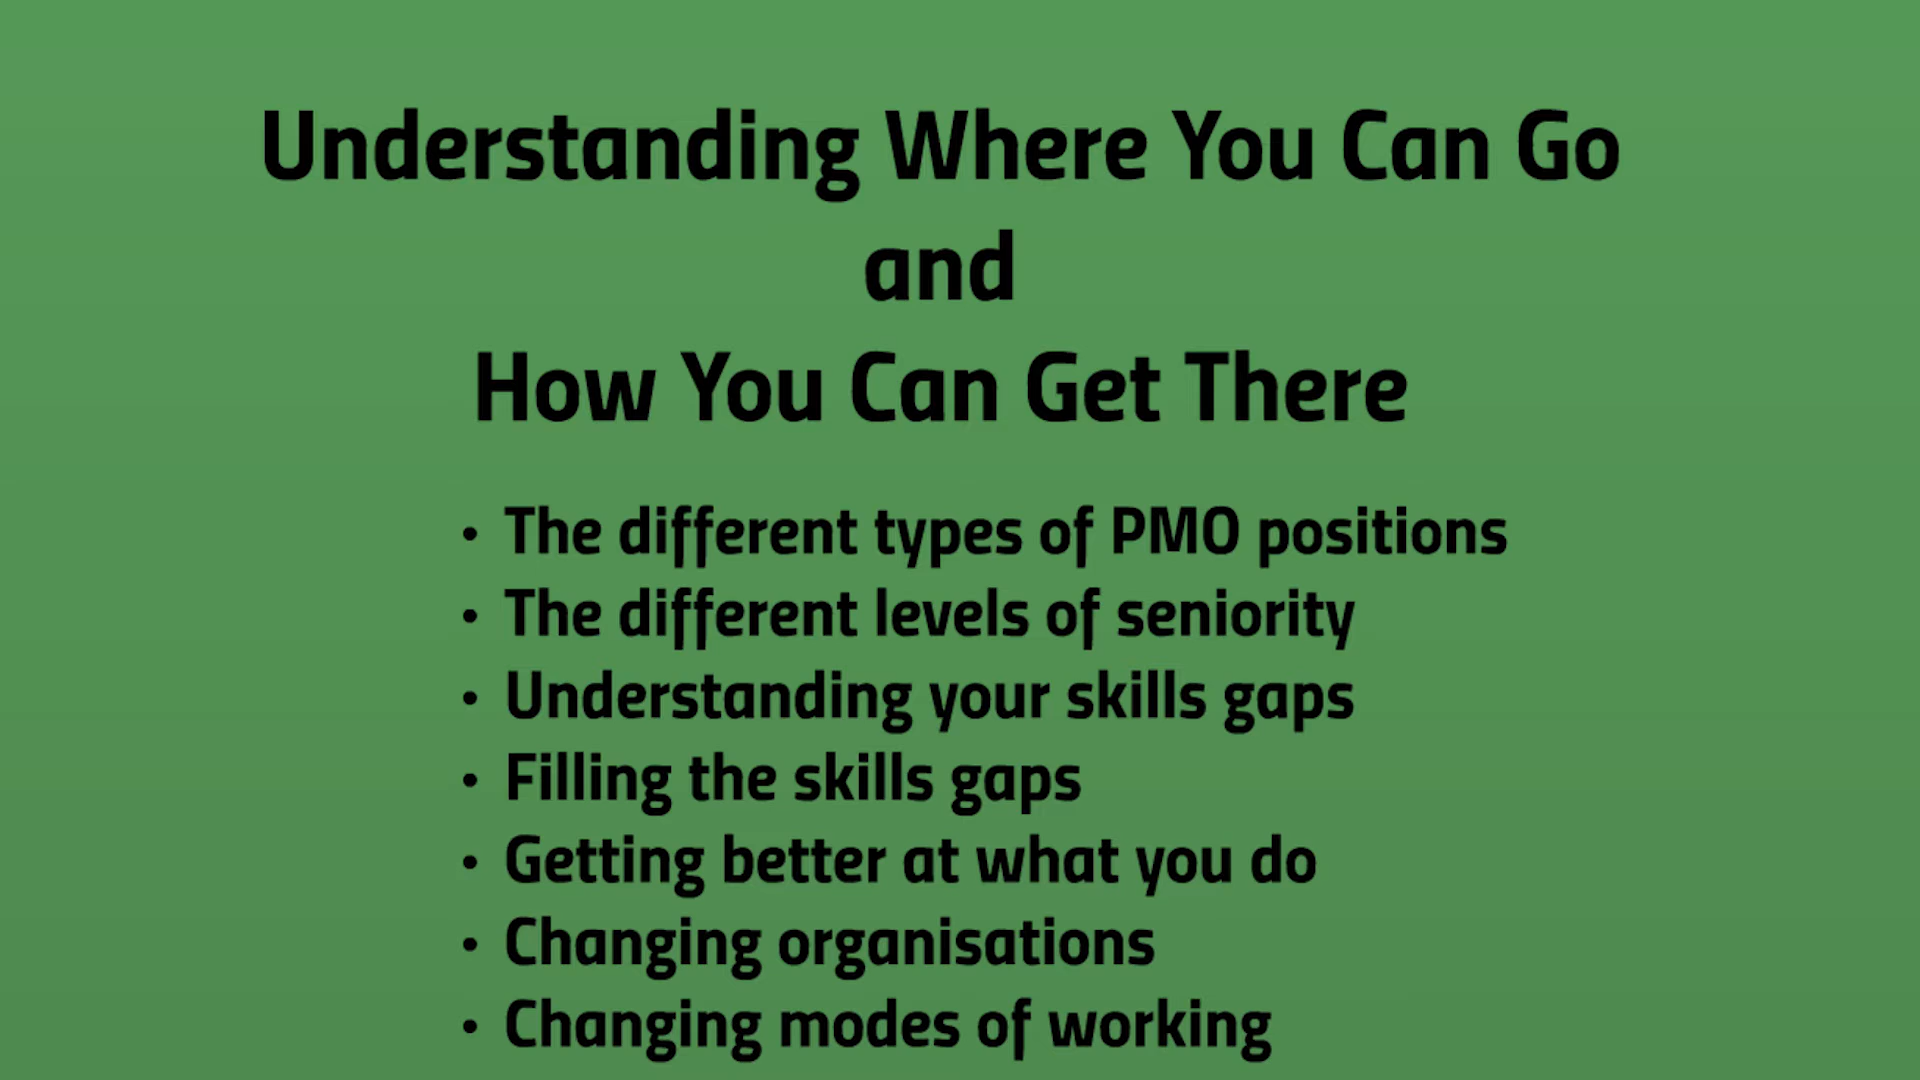 Understanding Where You Can Go
and
How You Can Get There
• The different types of PMO positions
• The different levels of seniority
• Understanding your skills gaps
• Filling the skills gaps
• Getting better at what you do
• Changing organisations
• Changing modes of working